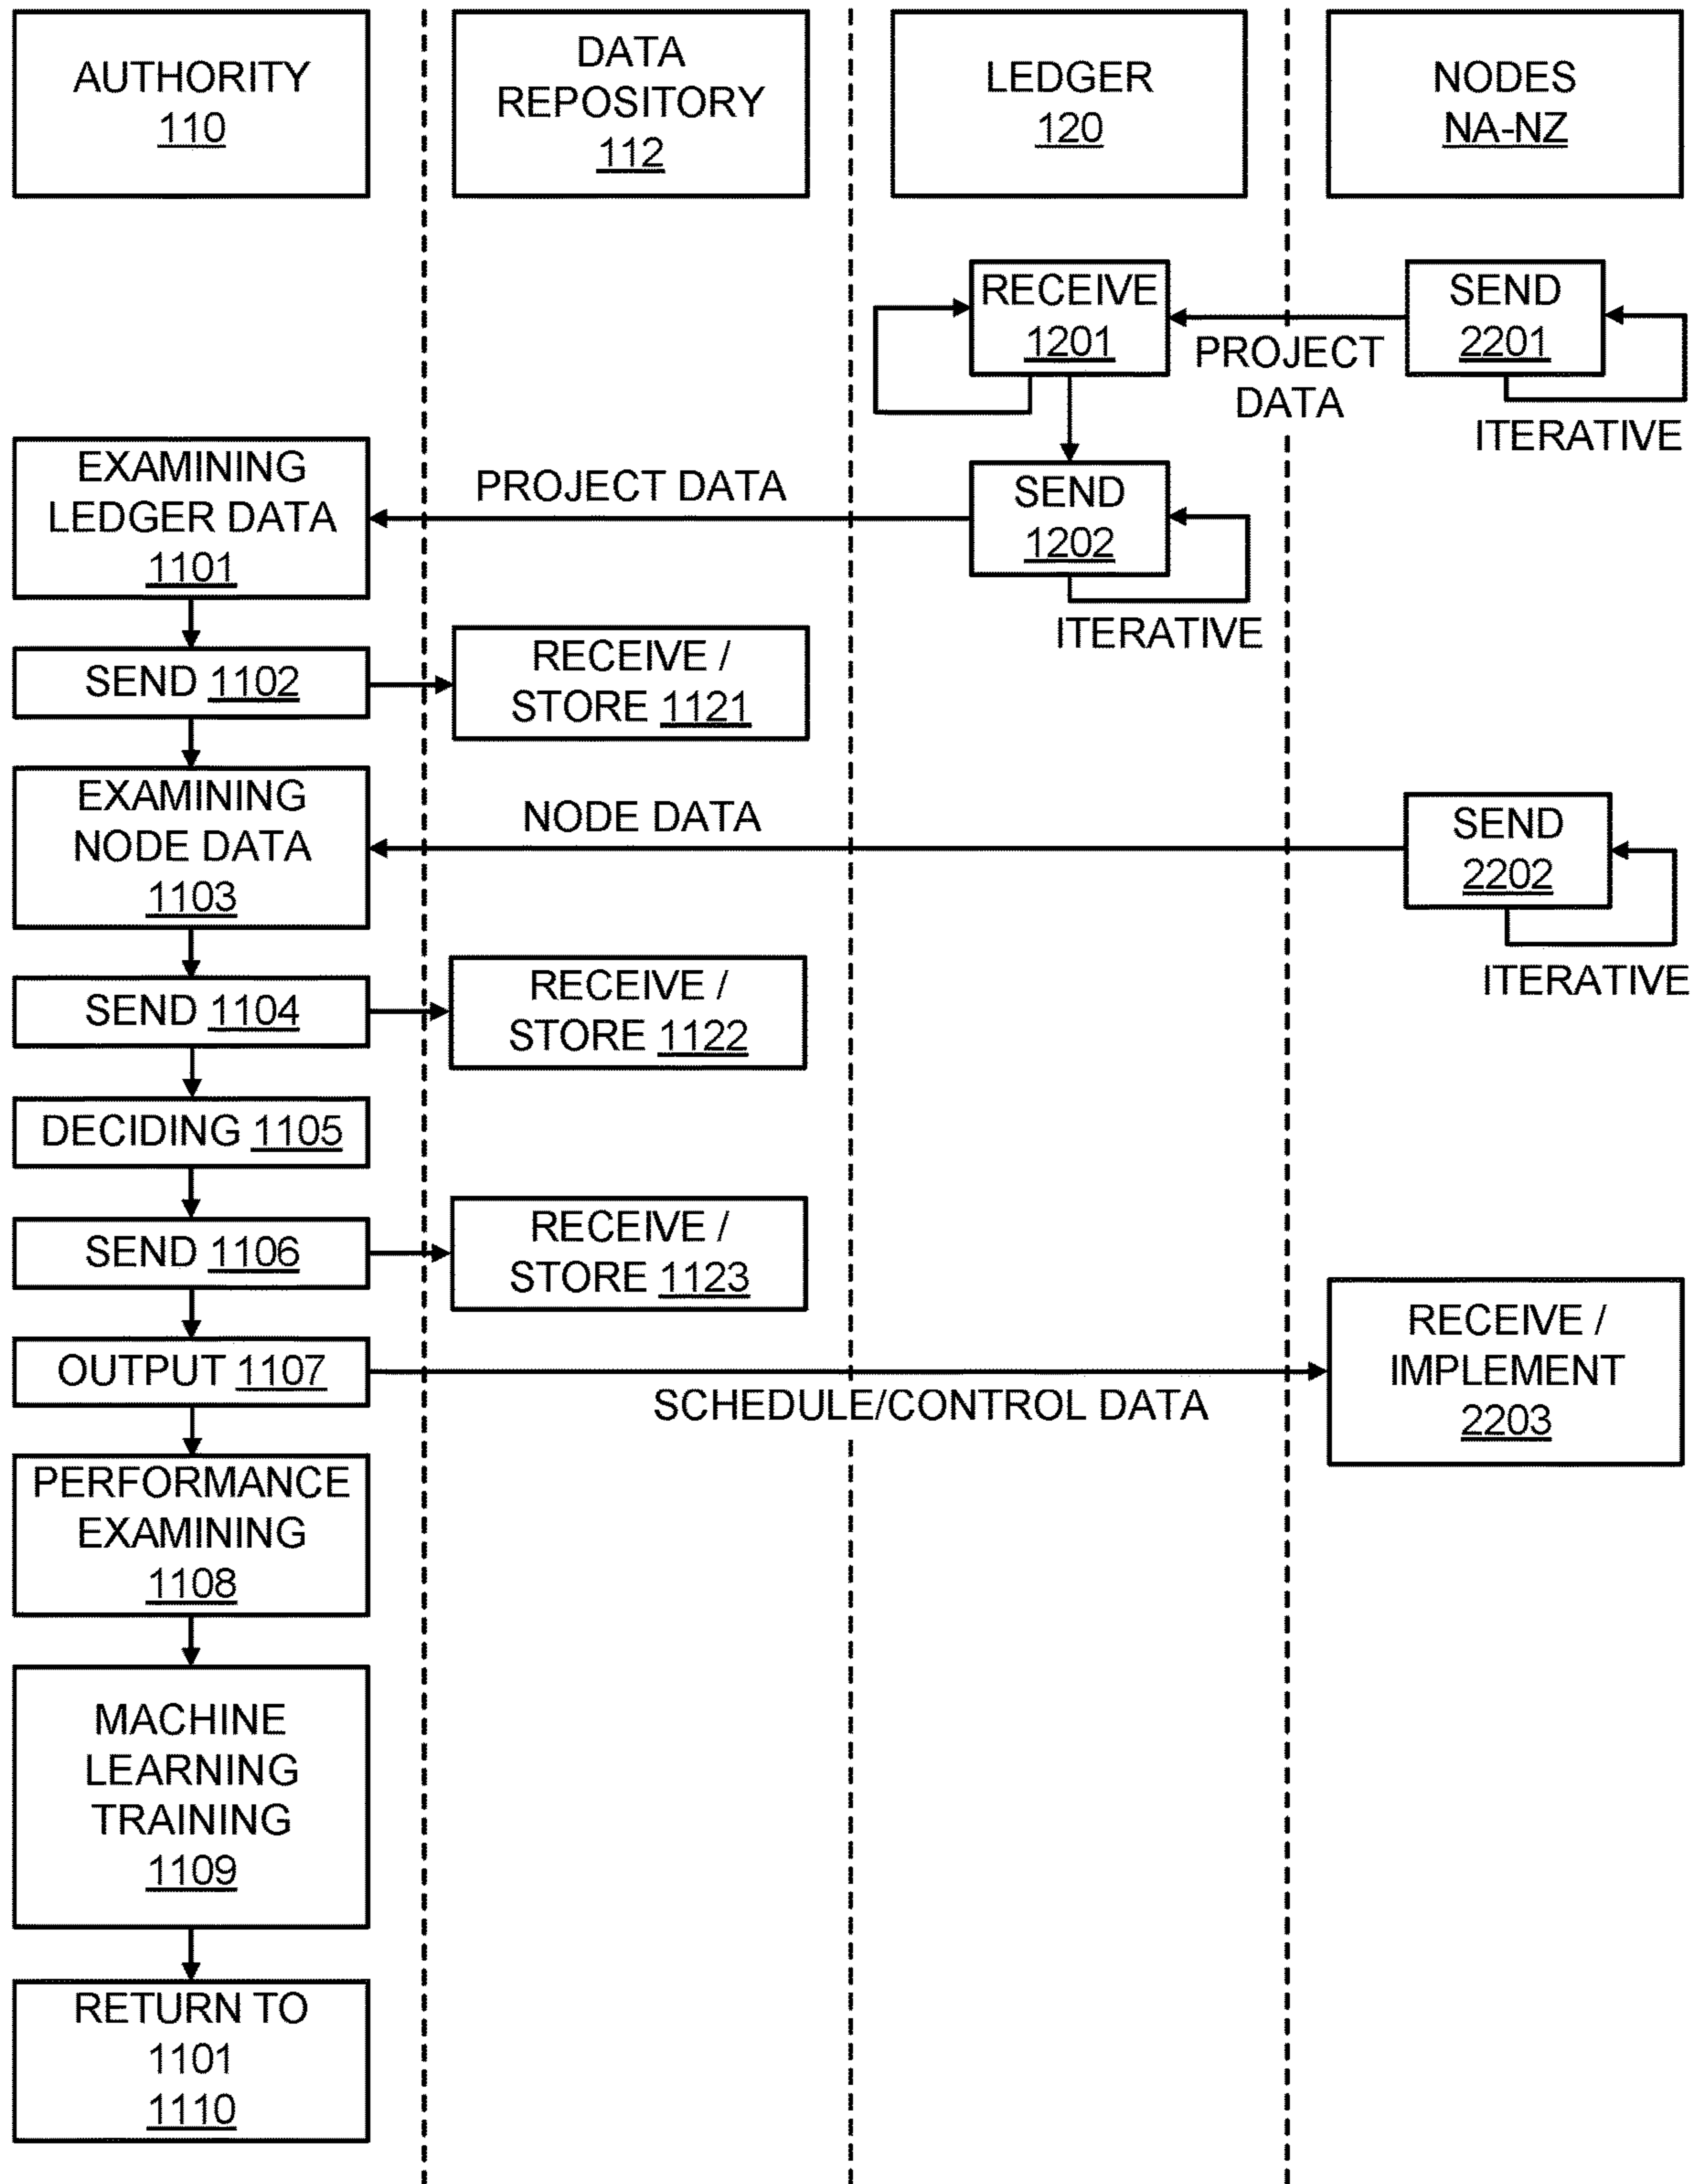 AUTHORITY
110
DATA
REPOSITORY
112
LEDGER
120
NODES
NA-NZ
RECEIVE
1201
PROJECT
DATA
SEND
2201
ITERATIVE
EXAMINING
LEDGER DATA
1101
PROJECT DATA
SEND
1202
ITERATIVE
SEND 1102
RECEIVE /
STORE 1121
EXAMINING
NODE DATA
1103
NODE DATA
SEND
2202
ITERATIVE
SEND 1104
RECEIVE /
STORE 1122
DECIDING 1105
SEND 1106
RECEIVE /
STORE 1123
OUTPUT 1107
SCHEDULE/CONTROL DATA
RECEIVE /
IMPLEMENT
2203
PERFORMANCE
EXAMINING
1108
MACHINE
LEARNING
TRAINING
1109
RETURN TO
1101
1110